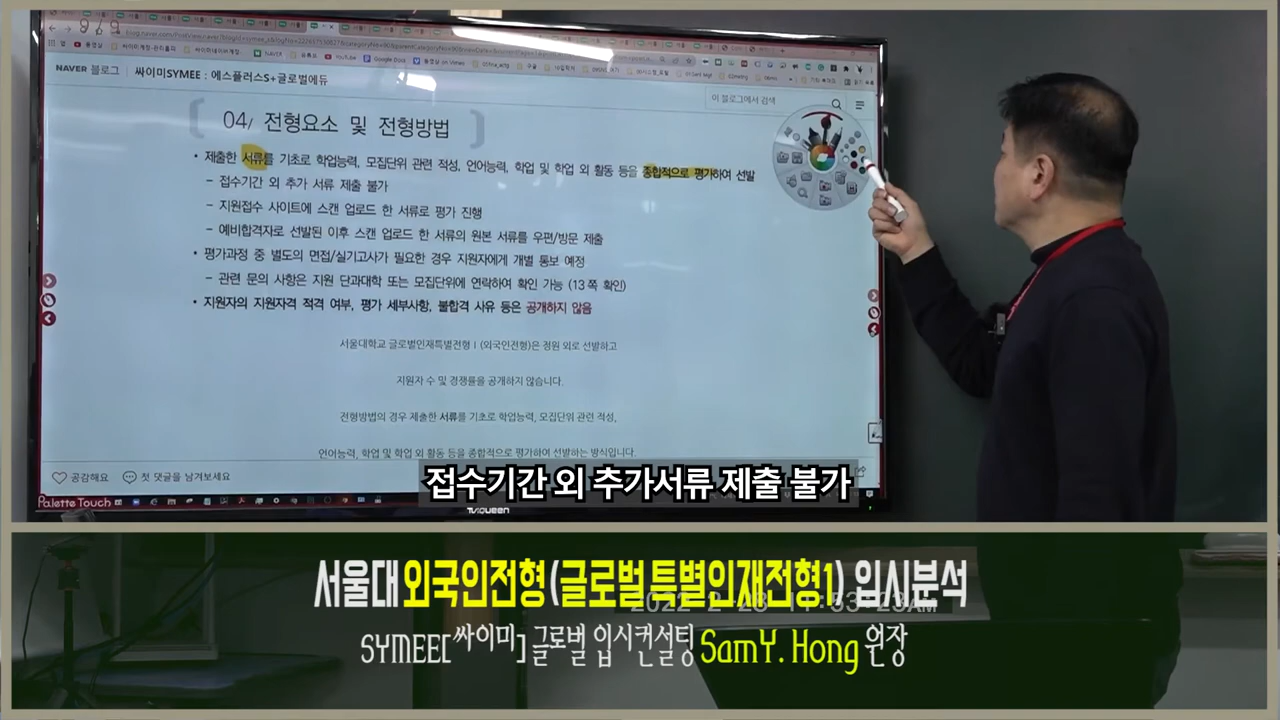 NAVER 블로그 싸이미SYMEE : 에스플러스S+글로벌에듀
이 블로그에서 검색
04/ 전형요소 및 전형방법
• 제출한 서류를 기초로 학업능력, 모집단위 관련 적성, 언어능력, 학업 및 학업 외 활동 등을 종합적으로 평가하여 선발
– 접수기간 외 추가 서류 제출 불가
– 지원접수 사이트에 스캔 업로드 한 서류로 평가 진행
– 예비합격자로 선발된 이후 스캔 업로드 한 서류의 원본 서류를 우편/방문 제출
• 평가과정 중 별도의 면접/실기고사가 필요한 경우 지원자에게 개별 통보 예정
– 관련 문의 사항은 지원 단과대학 또는 모집단위에 연락하여 확인 가능 (13쪽 확인)
• 지원자의 지원자격 적격 여부, 평가 세부사항, 불합격 사유 등은 공개하지 않음
서울대학교 글로벌인재특별전형 I (외국인전형)은 정원 외로 선발하고
지원자 수 및 경쟁률을 공개하지 않습니다.
전형방법의 경우 제출한 서류를 기초로 학업능력, 모집단위 관련 적성,
언어능력, 학업 및 학업 외 활동 등을 종합적으로 평가하여 선발하는 방식입니다.
공감해요 첫 댓글을 남겨보세요
접수기간 외 추가서류 제출 불가
Palette Touch
서울대 외국인전형 (글로벌 특별인재전형1) 입시분석
2022 2 23 11:53:23AM
SYMEE[싸이미] 글로벌 입시컨설팅 Sam Y. Hong 원장